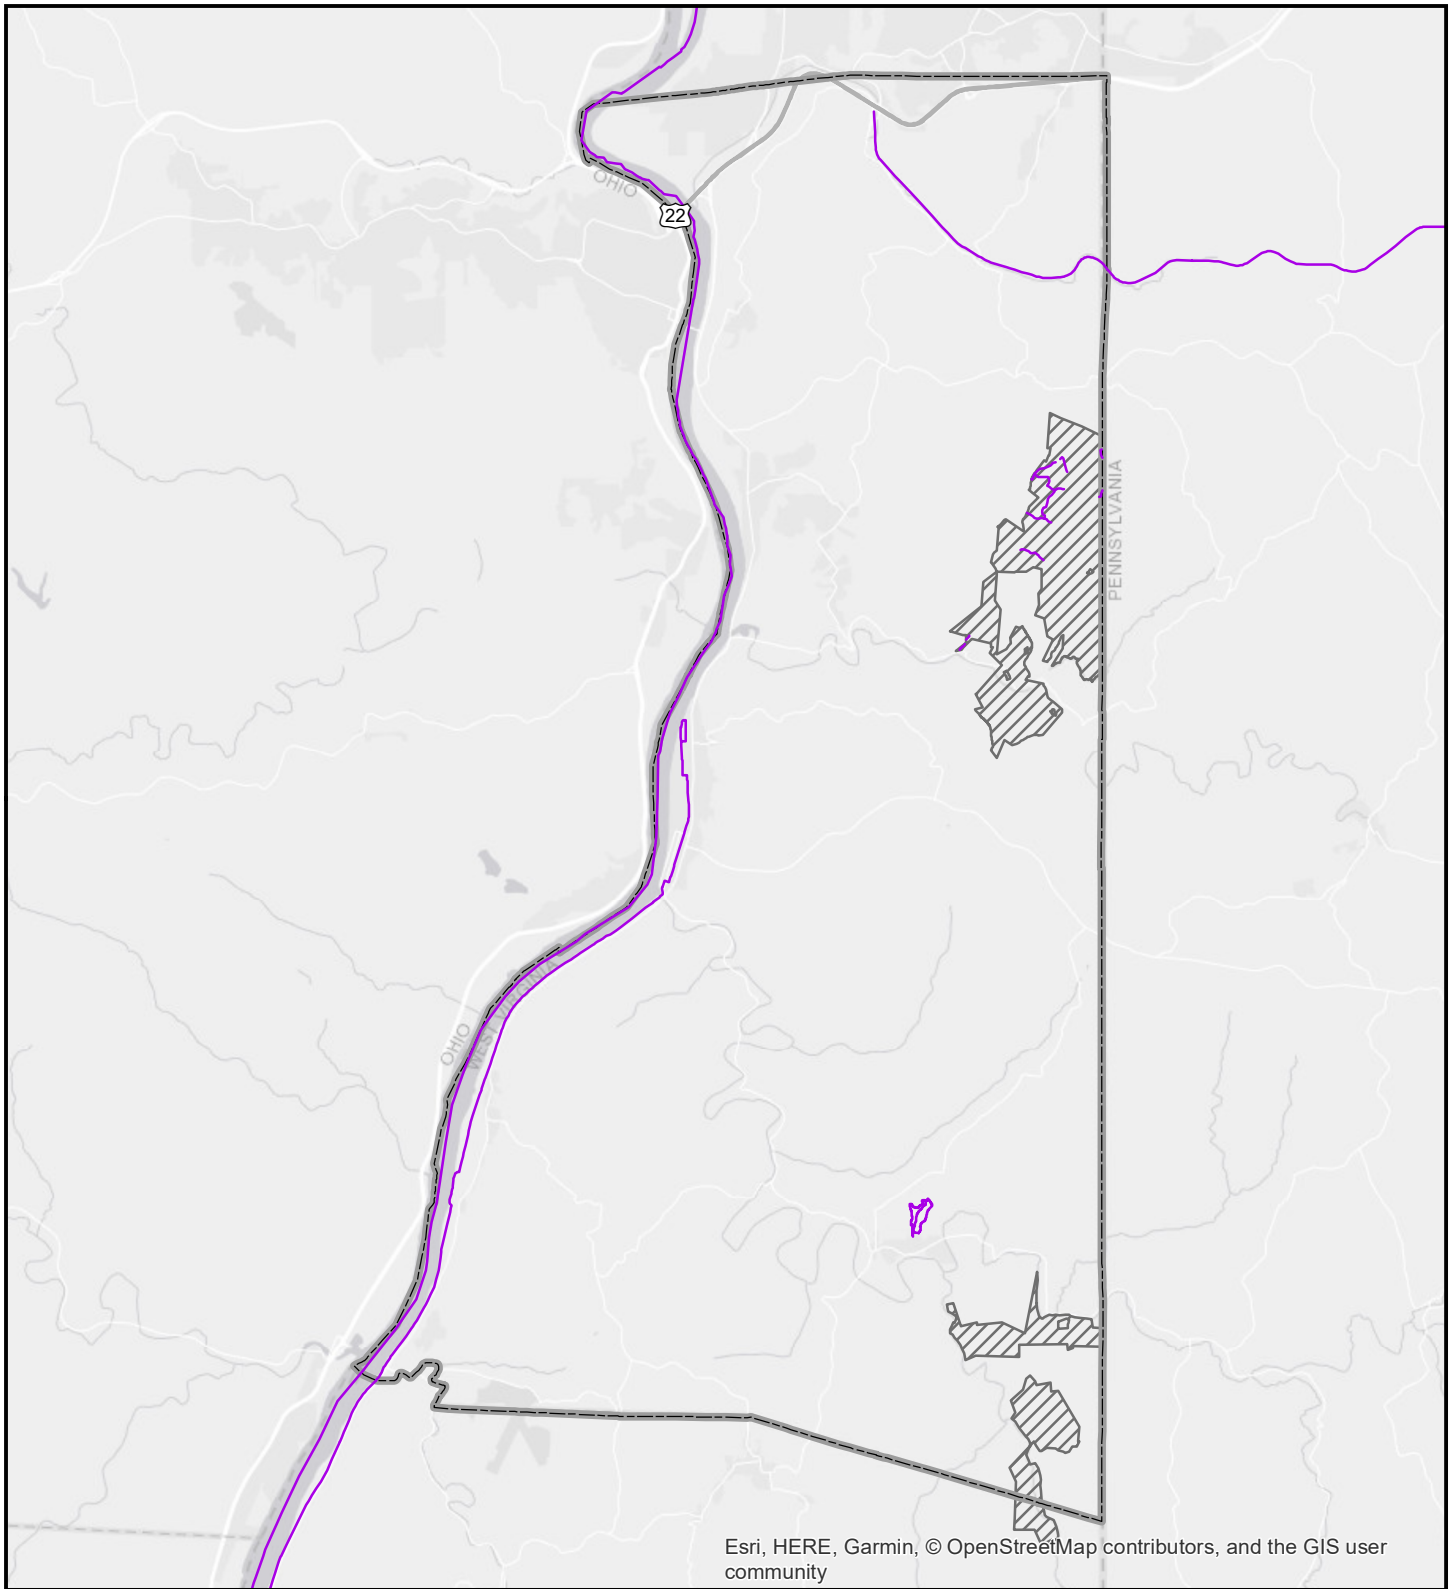 OHIO
22
PENNSYLVANIA
OHIO
WEST VIRGINIA
Esri, HERE, Garmin, © OpenStreetMap contributors, and the GIS user
community